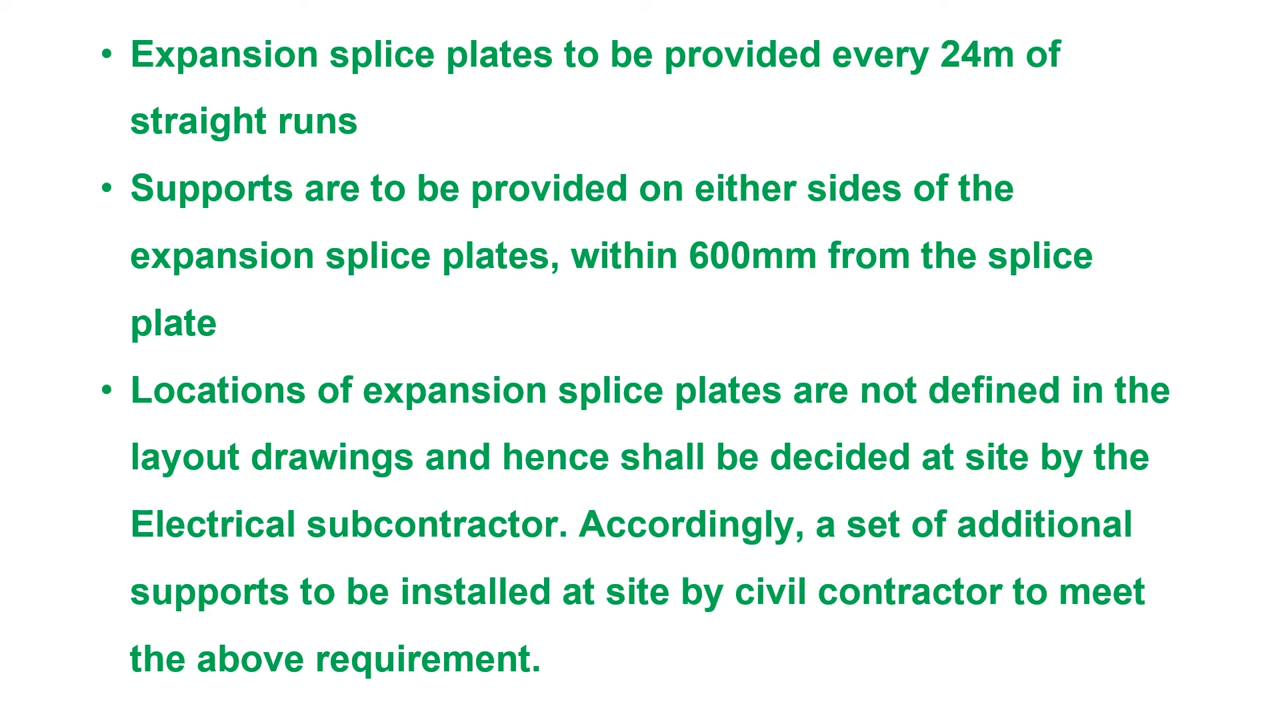 • Expansion splice plates to be provided every 24m of
straight runs
• Supports are to be provided on either sides of the
expansion splice plates, within 600mm from the splice
plate
• Locations of expansion splice plates are not defined in the
layout drawings and hence shall be decided at site by the
Electrical subcontractor. Accordingly, a set of additional
supports to be installed at site by civil contractor to meet
the above requirement.